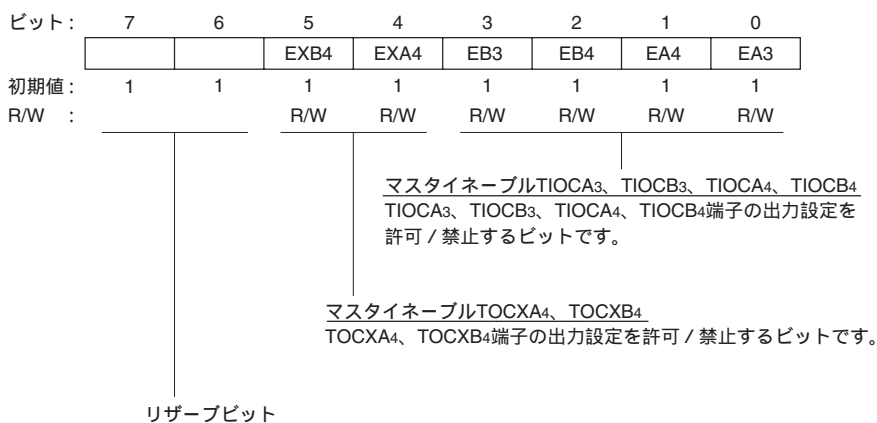 ビット: 7 6 5 4 3 2 1 0
EXB4 EXA4 EB3 EB4 EA4 EA3
初期値: 1 1 1 1 1 1 1 1
R/W : R/W R/W R/W R/W R/W R/W
マスタイネーブルTIOCA3、TIOCB3、TIOCA4、TIOCB4
TIOCA3、TIOCB3、TIOCA4、TIOCB4端子の出力設定を
許可/禁止するビットです。
マスタイネーブルTOCXA4、TOCXB4
TOCXA4、TOCXB4端子の出力設定を許可/禁止するビットです。
リザーブビット